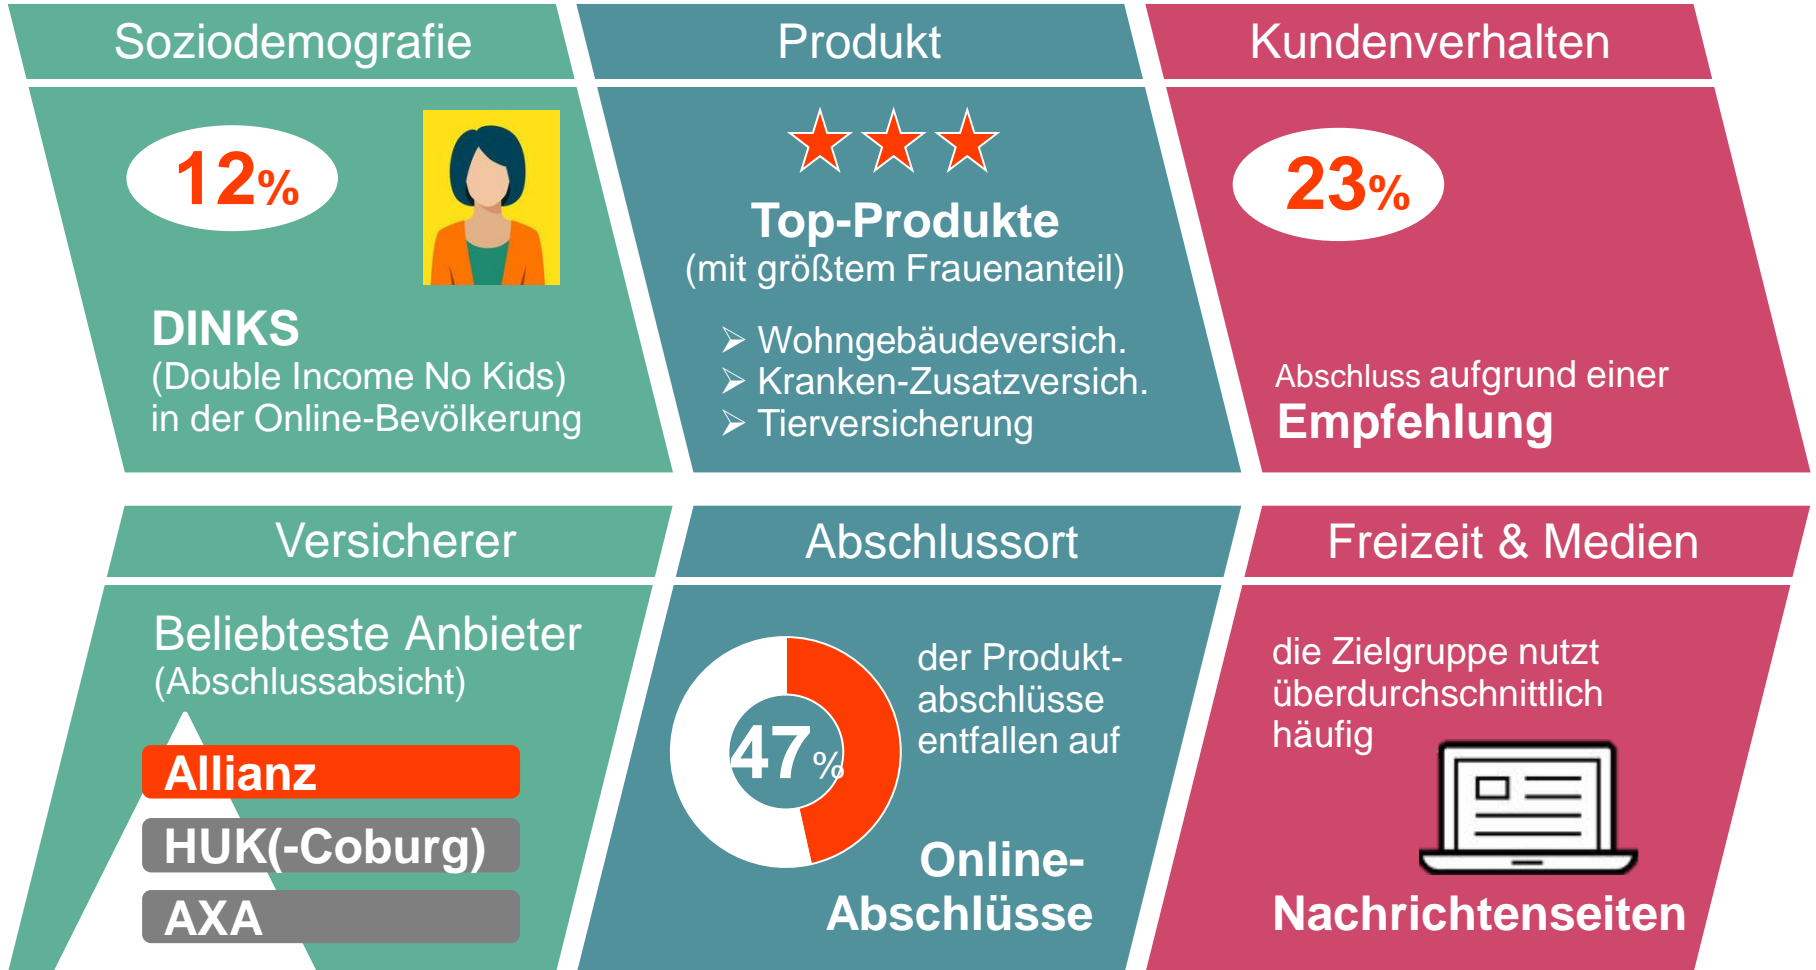 Soziodemografie
12%
DINKS
(Double Income No Kids)
in der Online-Bevölkerung
Produkt
Top-Produkte
(mit größtem Frauenanteil)
➢ Wohngebäudeversich.
➢ Kranken-Zusatzversich.
➢ Tierversicherung
Kundenverhalten
23%
Abschluss aufgrund einer
Empfehlung
Versicherer
Beliebteste Anbieter
(Abschlussabsicht)
Allianz
HUK(-Coburg)
AXA
Abschlussort
47%
der Produkt-
abschlüsse
entfallen auf
Online-
Abschlüsse
Freizeit & Medien
die Zielgruppe nutzt
überdurchschnittlich
häufig
Nachrichtenseiten